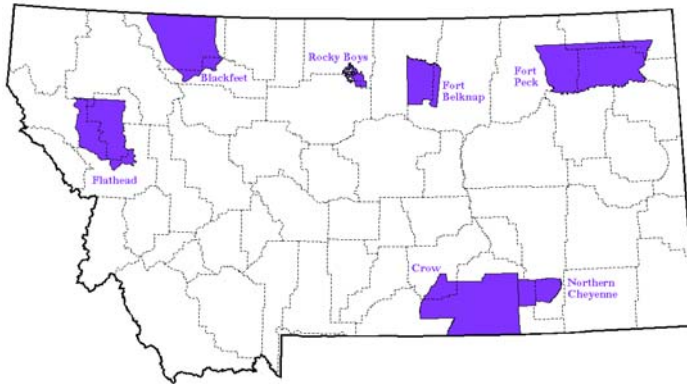 Rocky Boys
Blackfeet
Fort
Belknap
Fort
Peck
Flathead
Crow
Northern
Cheyenne